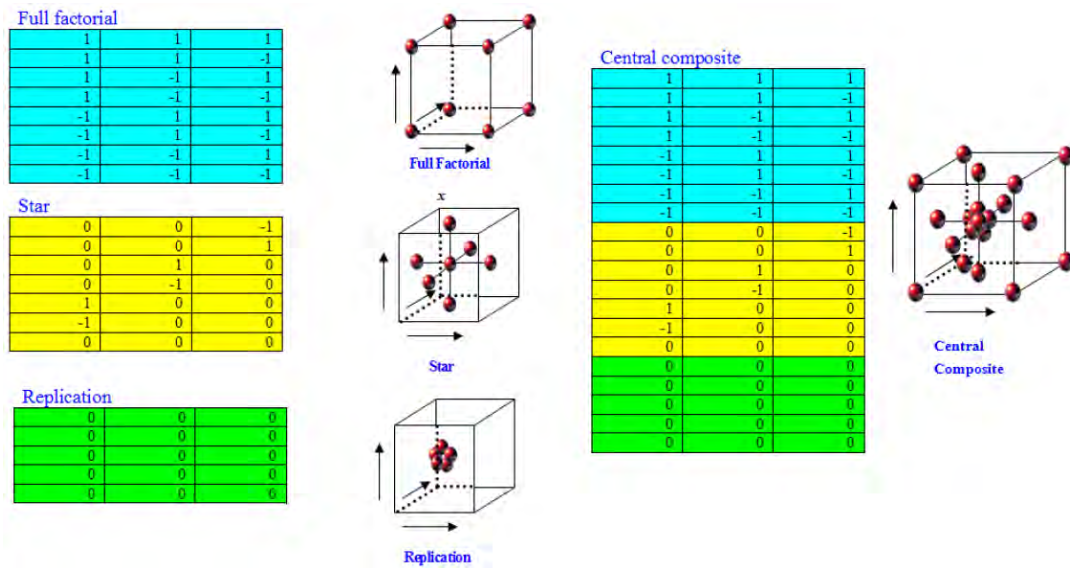 Full factorial
1 1 1
1 1 -1
1 -1 1
1 -1 -1
-1 1 1
-1 1 -1
-1 -1 1
-1 -1 -1
Full Factorial
Star
0 0 -1
0 0 1
0 1 0
0 -1 0
1 0 0
-1 0 0
0 0 0
x
Star
Replication
0 0 0
0 0 0
0 0 0
0 0 0
0 0 0
Replication
Central composite
1 1 1
1 1 -1
1 -1 1
1 -1 -1
-1 1 1
-1 1 -1
-1 -1 1
-1 -1 -1
0 0 -1
0 0 1
0 1 0
0 -1 0
1 0 0
-1 0 0
0 0 0
0 0 0
0 0 0
0 0 0
0 0 0
0 0 0
Central
Composite